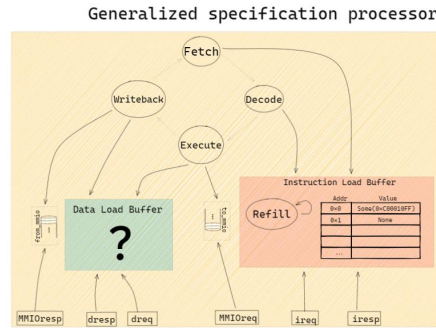 Generalized specification processor
Fetch
Writeback
Decode
Execute
Instruction Load Buffer
Addr Value
0x0 Some(0xC00010FF)
0x1 None
...
Refill
Data Load Buffer
?
from_mmio
to_mmio
MMIOresp
dresp
dreq
MMIOreq
ireq
iresp